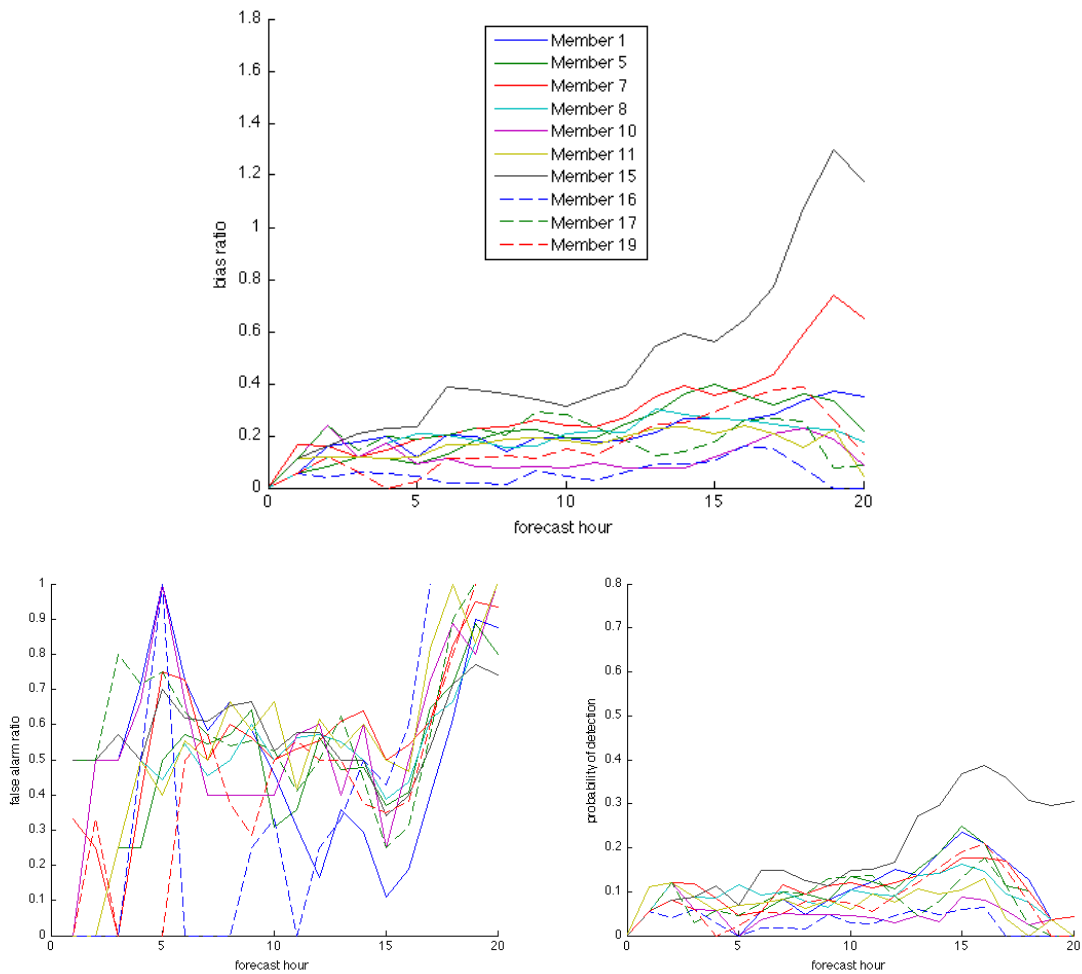 1.8
1.6
1.4
1.2
1
0.8
0.6
0.4
0.2
0
bias ratio
Member 1
Member 5
Member 7
Member 8
Member 10
Member 11
Member 15
Member 16
Member 17
Member 19
0 5 10 15 20
forecast hour
1
0.9
0.8
0.7
0.6
0.5
0.4
0.3
0.2
0.1
0
false alarm ratio
0 5 10 15 20
forecast hour
0.8
0.7
0.6
0.5
0.4
0.3
0.2
0.1
0
probability of detection
0 5 10 15 20
forecast hour